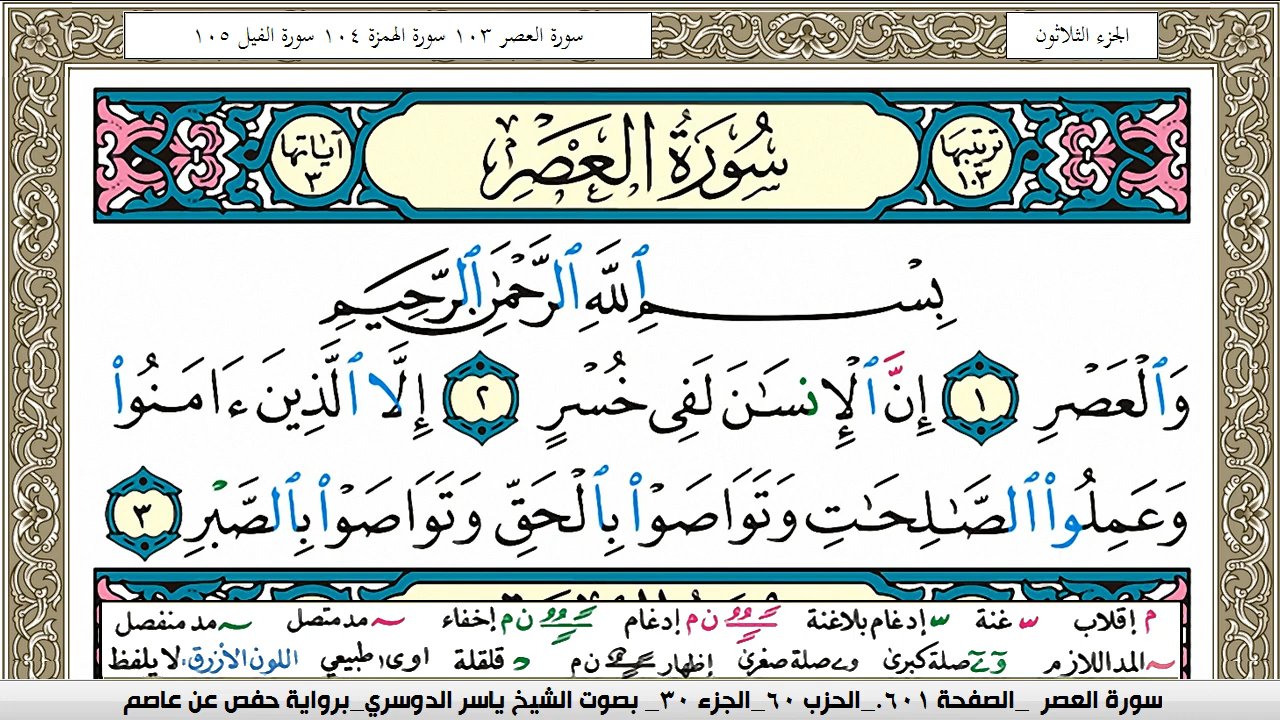 الجزء الثلاثون
سورة العصر ١٠٣ سورة الهمزة ١٠٤ سورة الفيل ١٠٥
ترتيبها ١٠٣
سُورَةُ الْعَصْرِ
آياتها ٣
بِسْمِ ٱللَّهِ ٱلرَّحْمَٰنِ ٱلرَّحِيمِ
وَٱلْعَصْرِ ١ إِنَّ ٱلْإِنسَٰنَ لَفِى خُسْرٍ ٢ إِلَّا ٱلَّذِينَ ءَامَنُوا۟
وَعَمِلُوا۟ ٱلصَّٰلِحَٰتِ وَتَوَاصَوْا۟ بِٱلْحَقِّ وَتَوَاصَوْا۟ بِٱلصَّبْرِ ٣
م إقلاب س غنة س إدغام بلاغنة ن م إدغام ن م إخفاء ~ مد متصل ~ مد منفصل
~ المد اللازم و ے صلة كبرى و ے صلة صغرى إظهار ن م د قلقلة ا و ى طبيعي اللون الأزرق: لا يلفظ
سورة العصر _الصفحة ٦٠١._الحزب ٦٠_الجزء ٣٠_ بصوت الشيخ ياسر الدوسري_برواية حفص عن عاصم